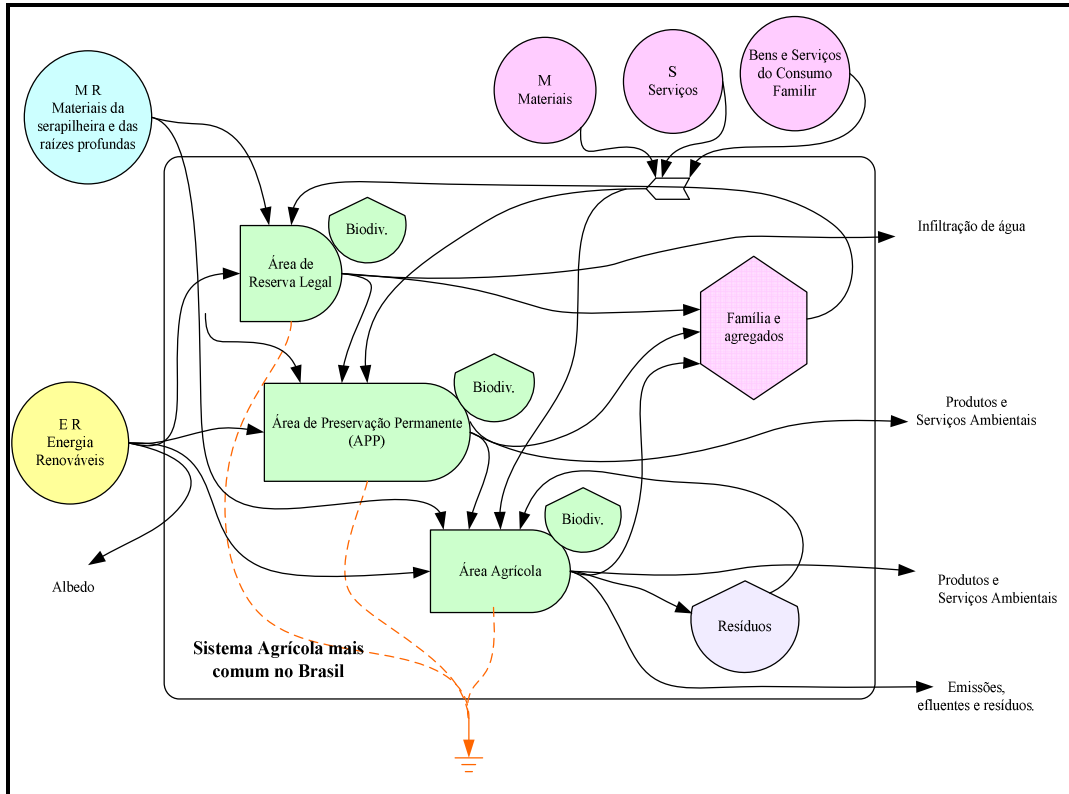 M R
Materiais da
serapilheira e das
raízes profundas
M
Materiais
S
Serviços
Bens e Serviços
do Consumo
Familir
Biodiv.
Área de
Reserva Legal
Infiltração de água
Família e
agregados
Biodiv.
Área de Preservação Permanente
(APP)
Produtos e
Serviços Ambientais
E R
Energia
Renováveis
Biodiv.
Área Agrícola
Albedo
Produtos e
Serviços Ambientais
Resíduos
Sistema Agrícola mais
comum no Brasil
Emissões,
efluentes e resíduos.